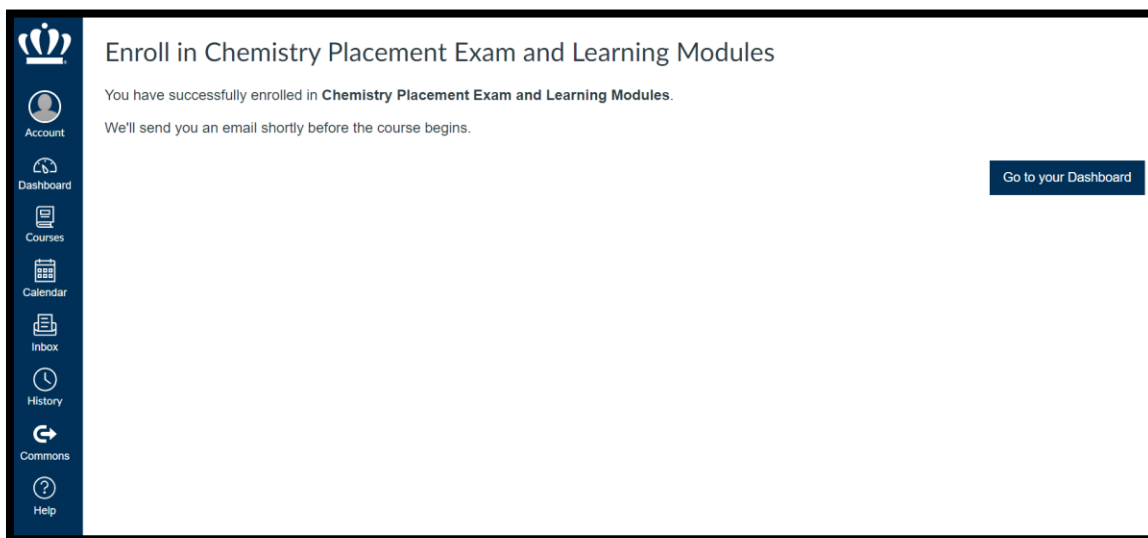 Enroll in Chemistry Placement Exam and Learning Modules
You have successfully enrolled in Chemistry Placement Exam and Learning Modules.
We'll send you an email shortly before the course begins.
Go to your Dashboard
Account
Dashboard
Courses
Calendar
Inbox
History
Commons
Help